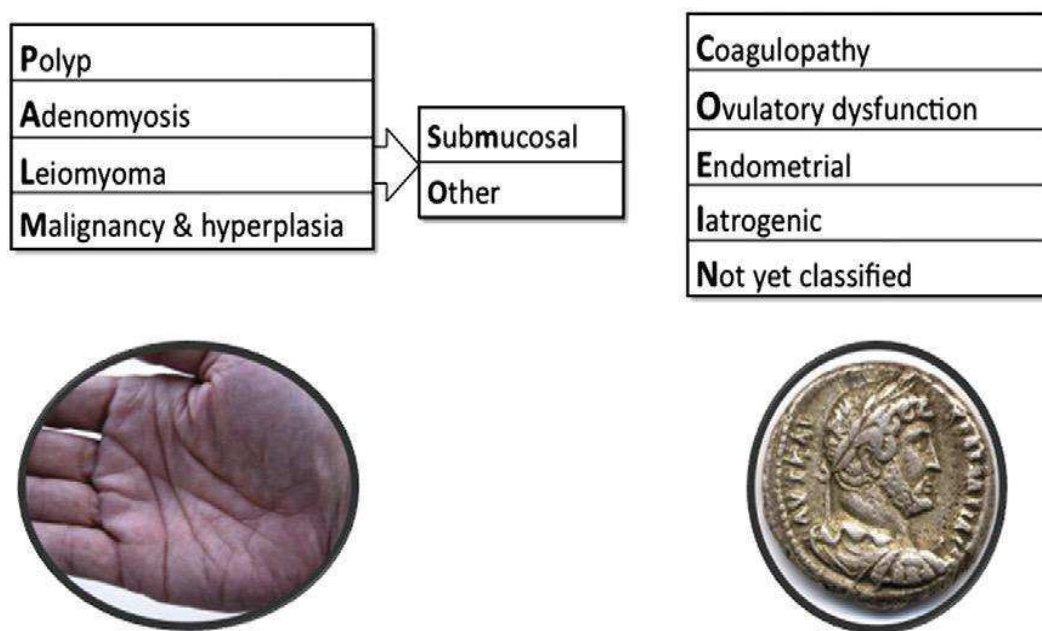 Polyp
Adenomyosis
Leiomyoma
Malignancy & hyperplasia
Submucosal
Other
Coagulopathy
Ovulatory dysfunction
Endometrial
Iatrogenic
Not yet classified